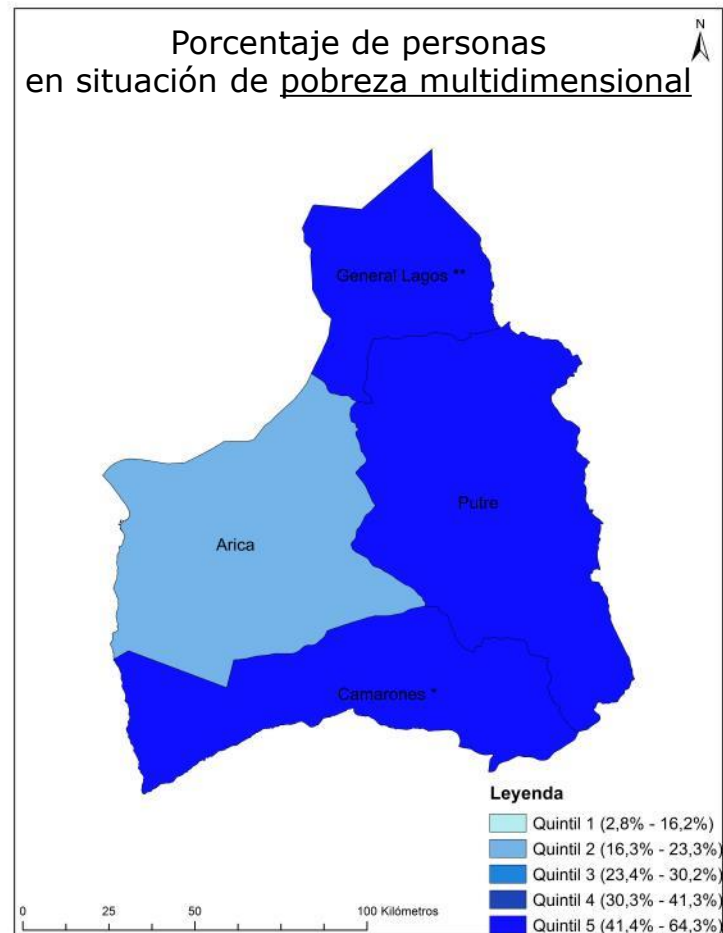 Porcentaje de personas
en situación de pobreza multidimensional
N
General Lagos **
Putre
Arica
Camarones *
Leyenda
Quintil 1 (2,8% - 16,2%)
Quintil 2 (16,3% - 23,3%)
Quintil 3 (23,4% - 30,2%)
Quintil 4 (30,3% - 41,3%)
Quintil 5 (41,4% - 64,3%)
0 25 50 100 Kilómetros